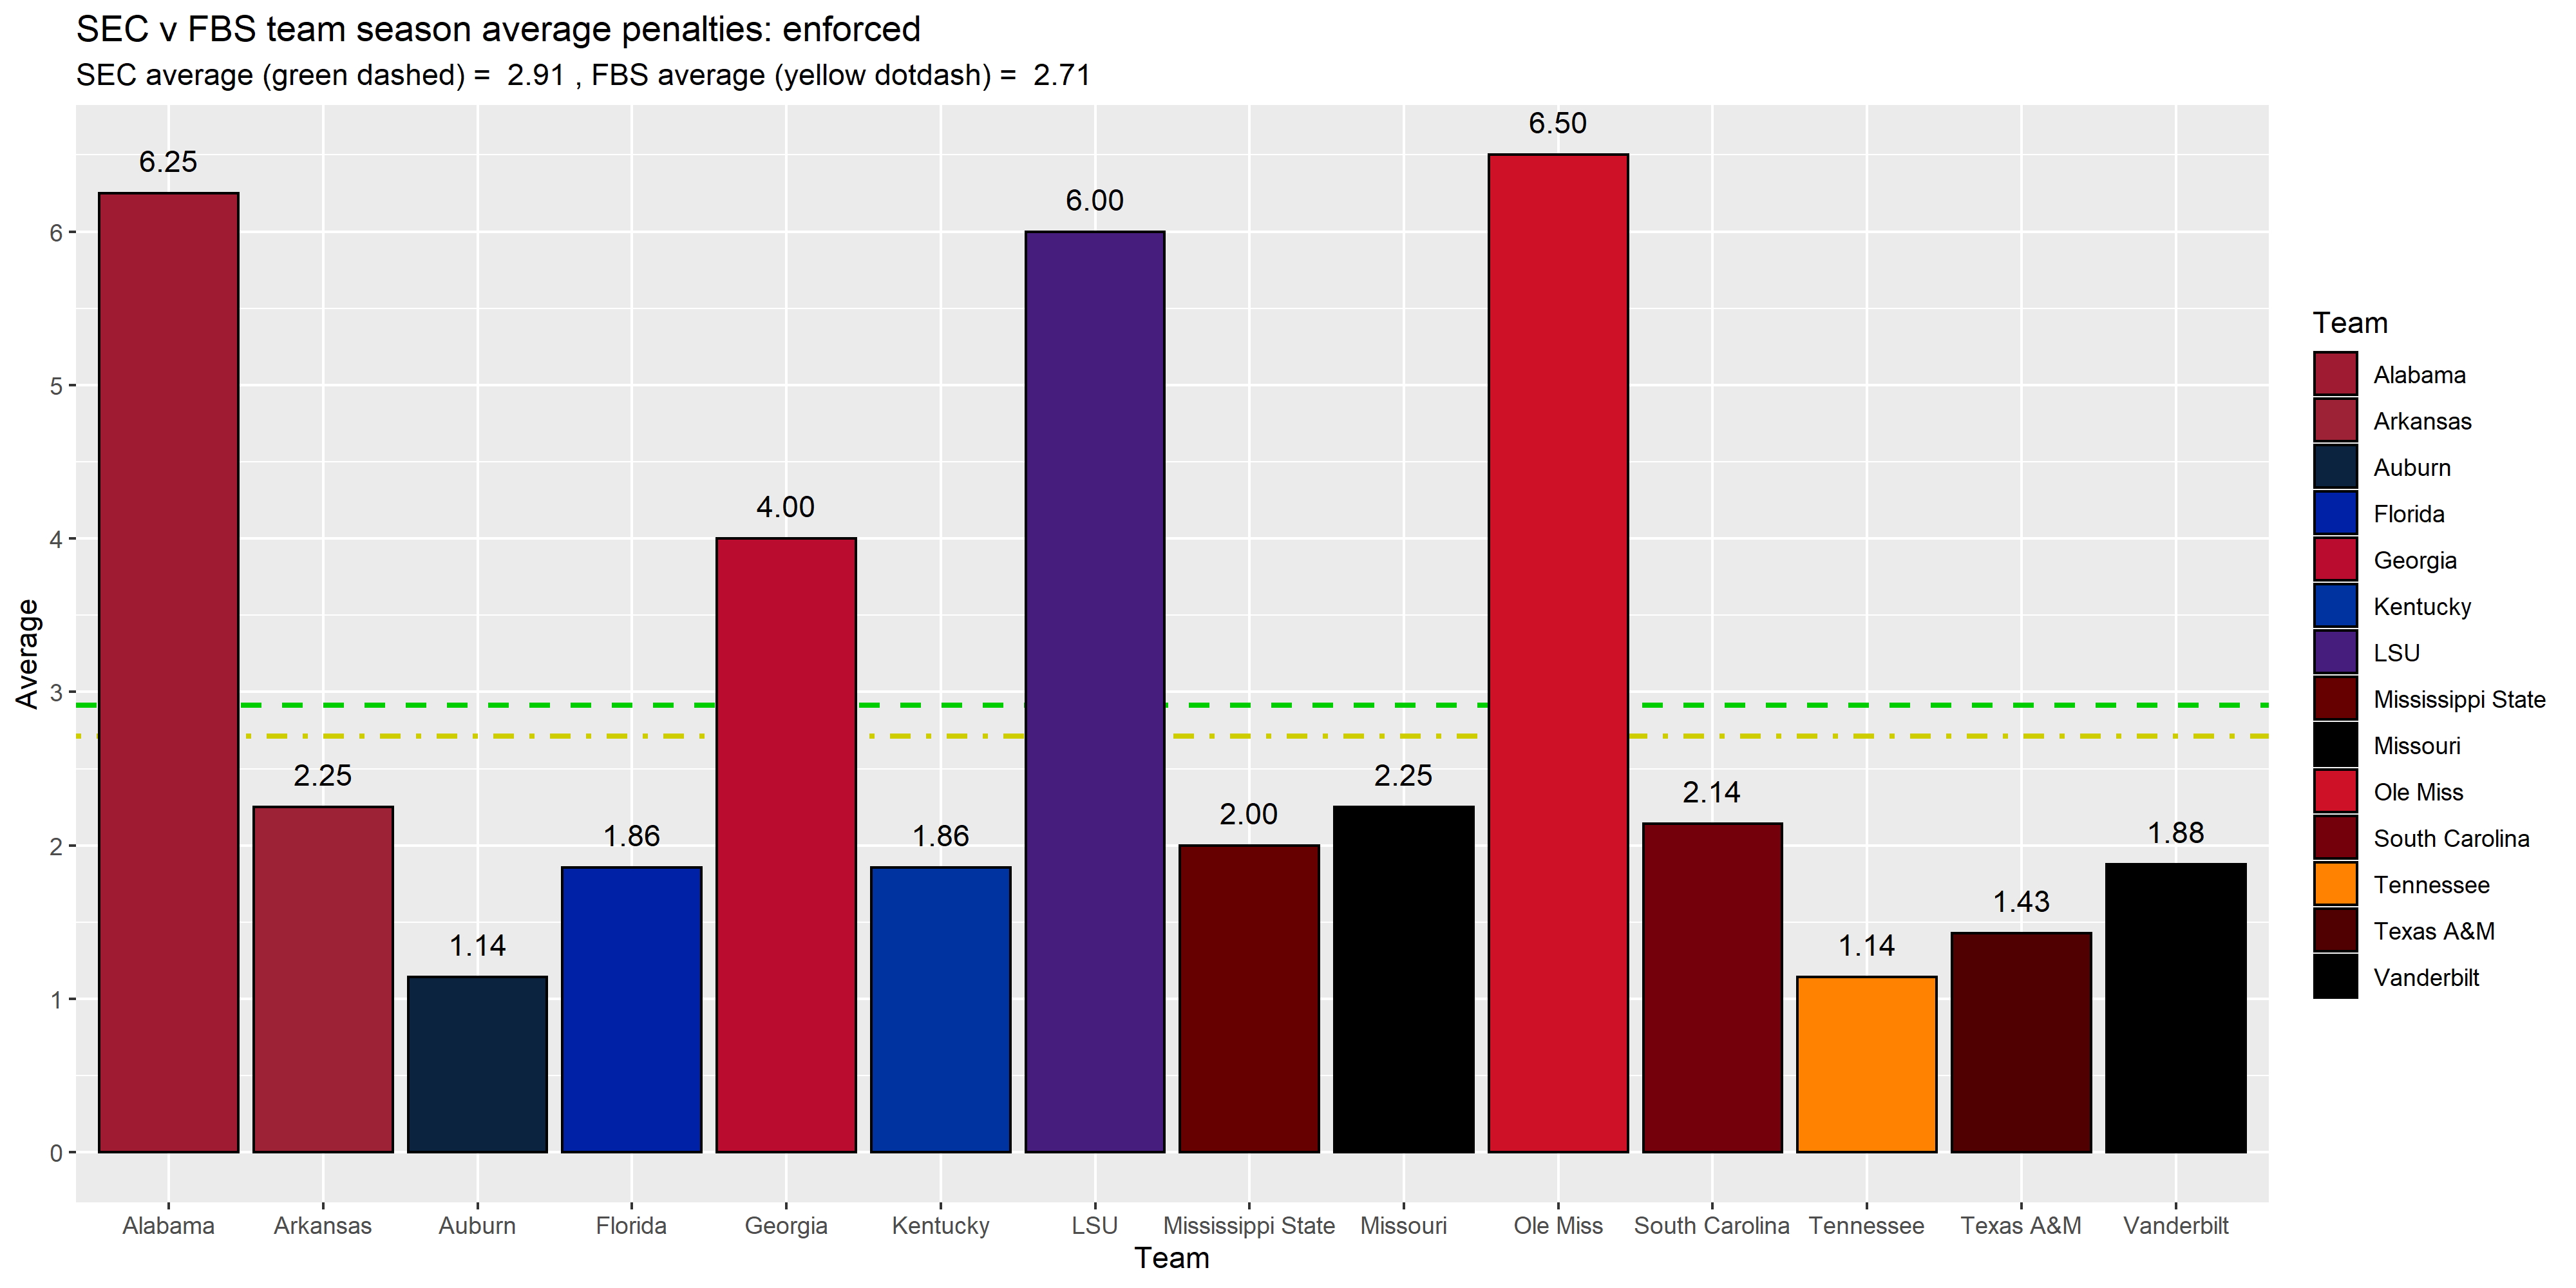 SEC v FBS team season average penalties: enforced
SEC average (green dashed) =  2.91 , FBS average (yellow dotdash) =  2.71
Average
6
5
4
3
2
1
0
6.25
2.25
1.14
1.86
4.00
1.86
6.00
2.00
2.25
6.50
2.14
1.14
1.43
1.88
Alabama
Arkansas
Auburn
Florida
Georgia
Kentucky
LSU
Mississippi State
Missouri
Ole Miss
South Carolina
Tennessee
Texas A&M
Vanderbilt
Team
Team
Alabama
Arkansas
Auburn
Florida
Georgia
Kentucky
LSU
Mississippi State
Missouri
Ole Miss
South Carolina
Tennessee
Texas A&M
Vanderbilt